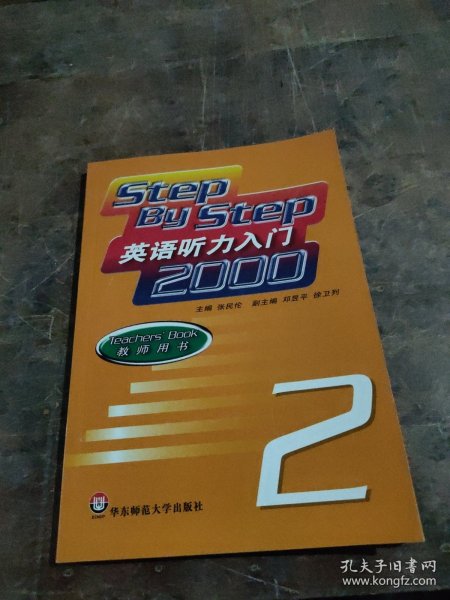 Step
By Step
英语听力入门
2000
主编 张民伦 副主编 邓昱平 徐卫列
Teachers' Book
教师用书
2
ECNUP
华东师范大学出版社
孔夫子旧书网
www.kongfz.com